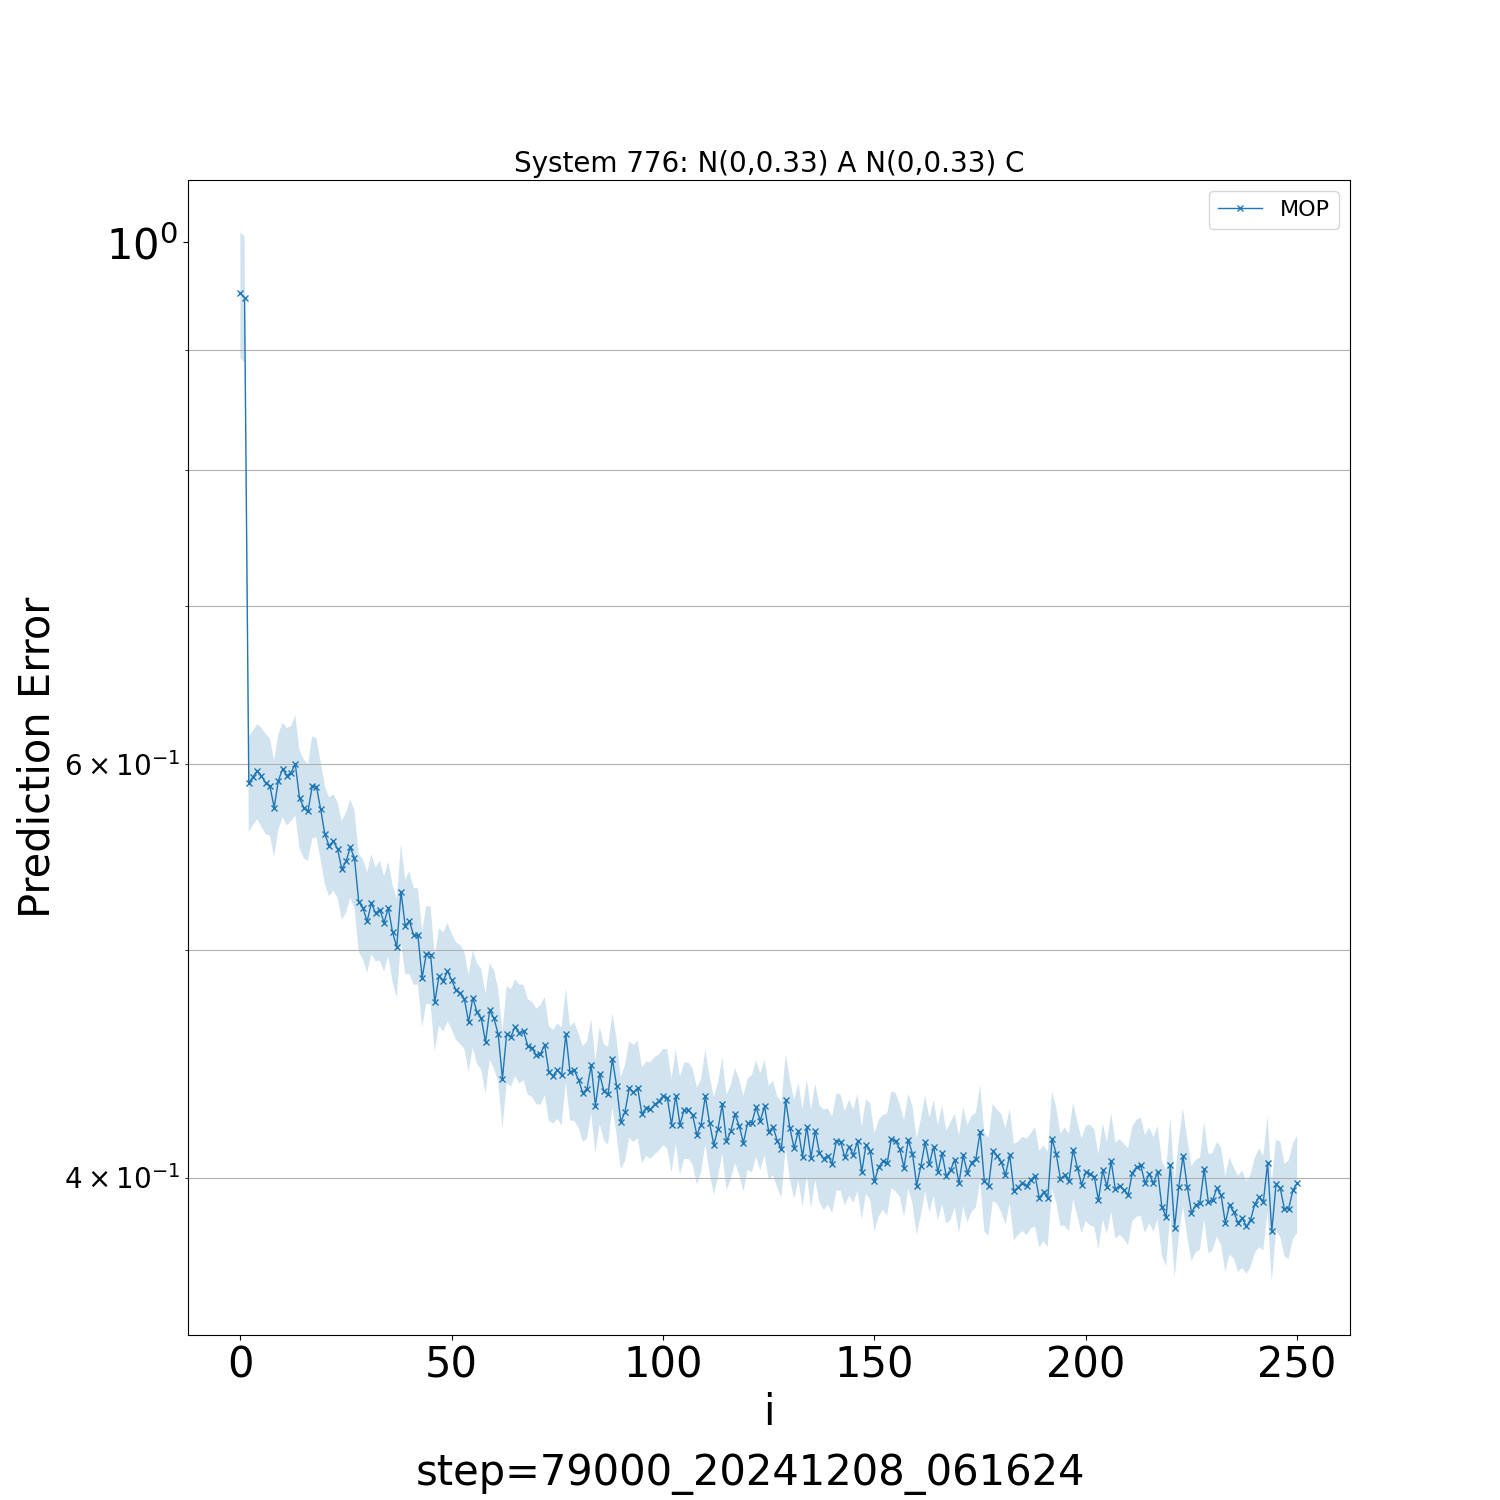 System 776: N(0,0.33) A N(0,0.33) C
MOP
10⁰
6 × 10⁻¹
4 × 10⁻¹
Prediction Error
0 50 100 150 200 250
i
step=79000_20241208_061624